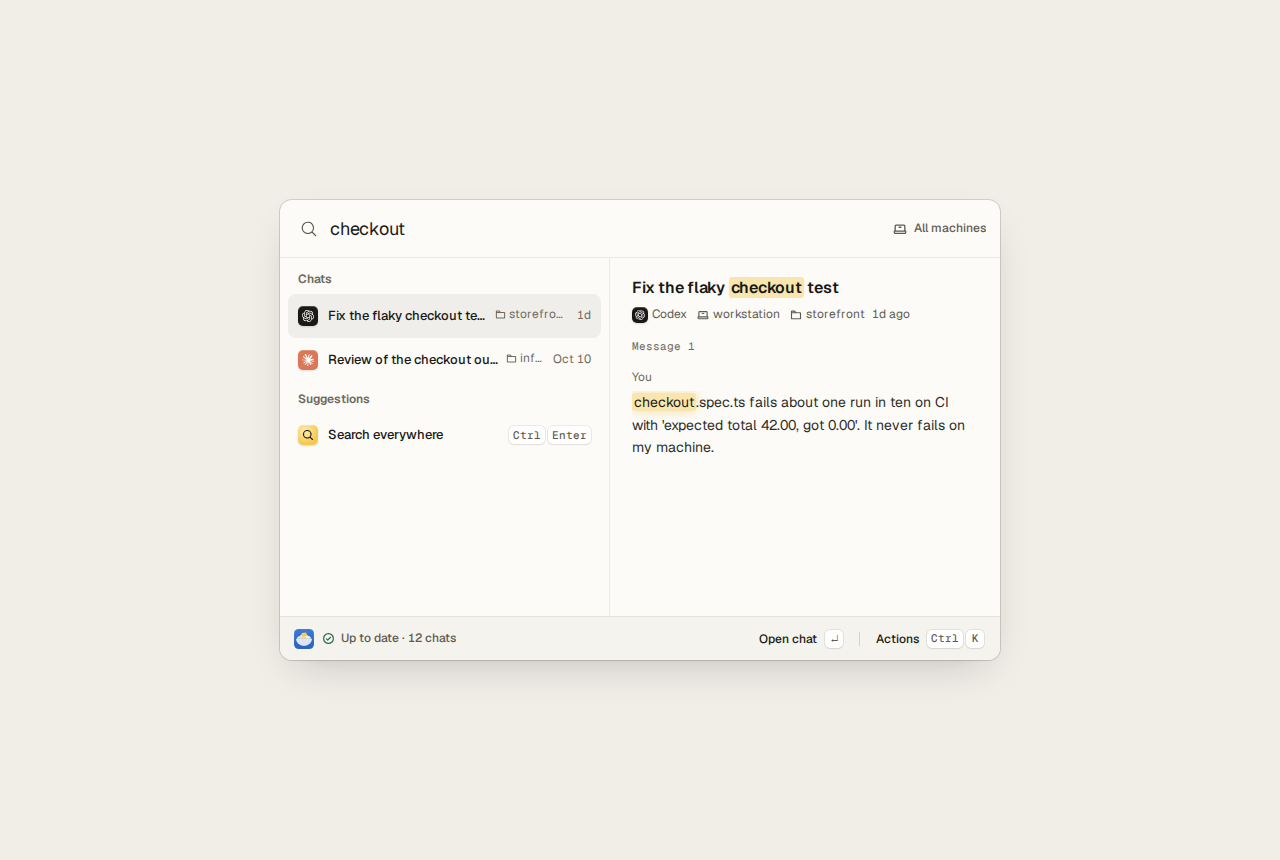 checkout
All machines
Chats
Fix the flaky checkout te… storefro… 1d
Review of the checkout ou… inf… Oct 10
Suggestions
Search everywhere Ctrl Enter
Fix the flaky checkout test
Codex workstation storefront 1d ago
Message 1
You
checkout.spec.ts fails about one run in ten on CI
with 'expected total 42.00, got 0.00'. It never fails on
my machine.
Up to date · 12 chats
Open chat ↵ Actions Ctrl K